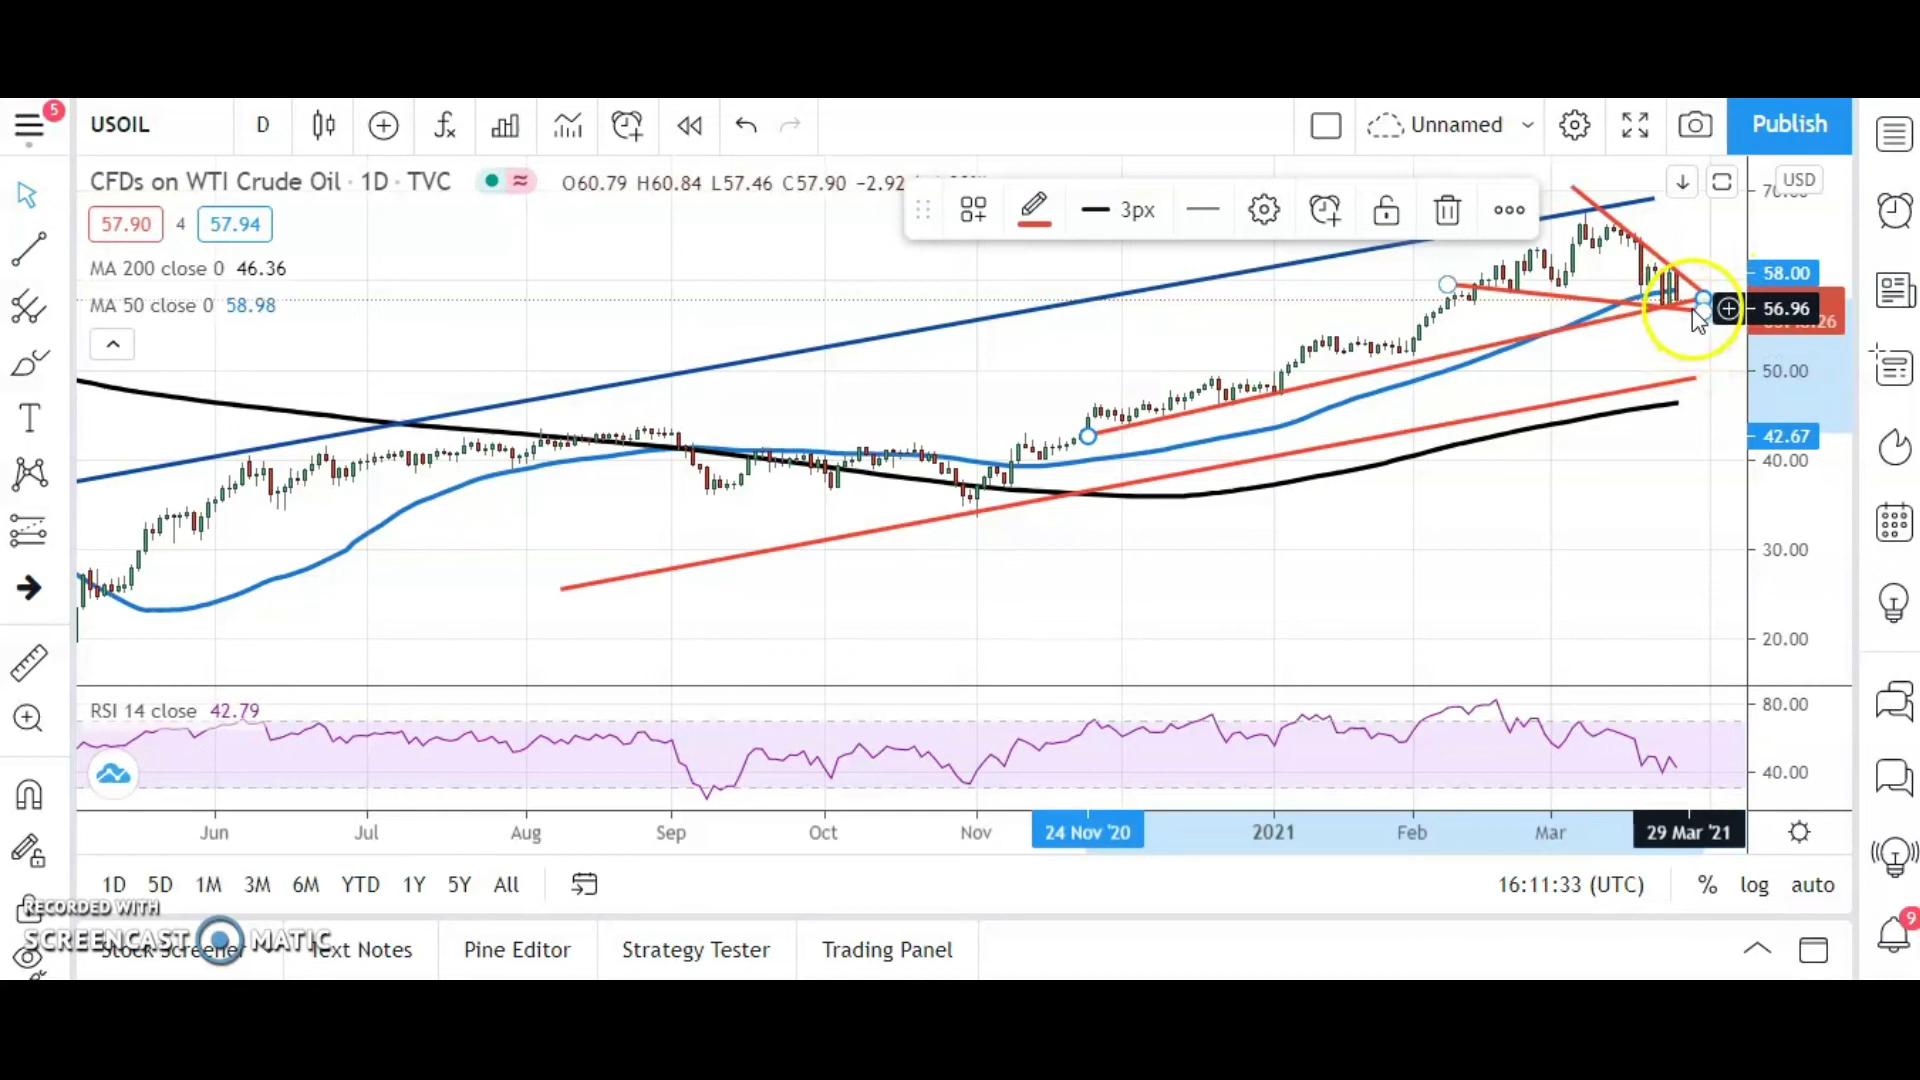 5
USOIL
D
Unnamed
Publish
CFDs on WTI Crude Oil · 1D · TVC
O60.79 H60.84 L57.46 C57.90 −2.92
USD
57.90 4 57.94
3px
MA 200 close 0 46.36
MA 50 close 0 58.98
58.00
56.96
50.00
42.67
40.00
30.00
20.00
RSI 14 close 42.79
80.00
40.00
Jun Jul Aug Sep Oct Nov 24 Nov '20 2021 Feb Mar 29 Mar '21
1D 5D 1M 3M 6M YTD 1Y 5Y All 16:11:33 (UTC) % log auto
RECORDED WITH
SCREENCAST MATIC
Stock Screener Text Notes Pine Editor Strategy Tester Trading Panel
9